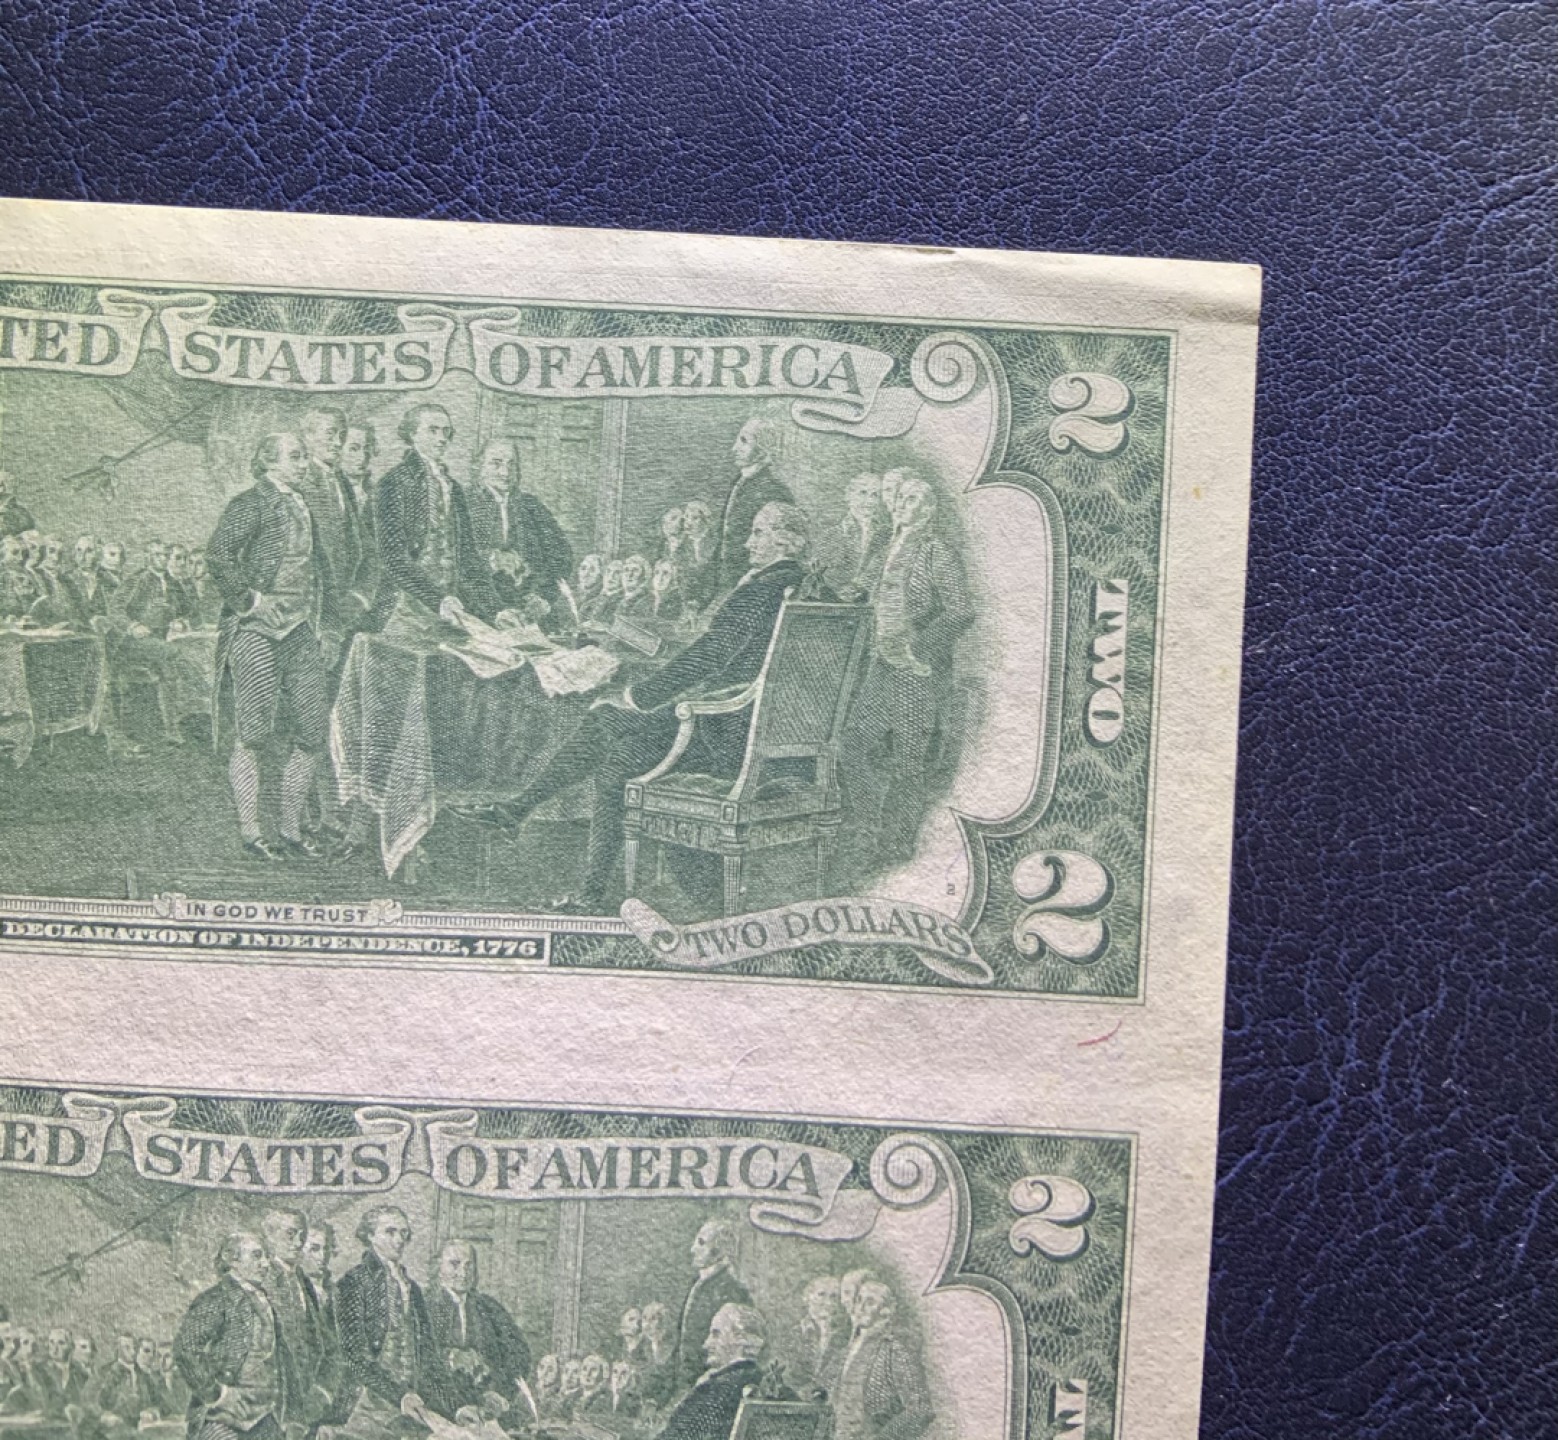 TED STATES OF AMERICA
2
TWO
2
IN GOD WE TRUST
TWO DOLLARS
DECLARATION OF INDEPENDENCE, 1776
ED STATES OF AMERICA
2
T